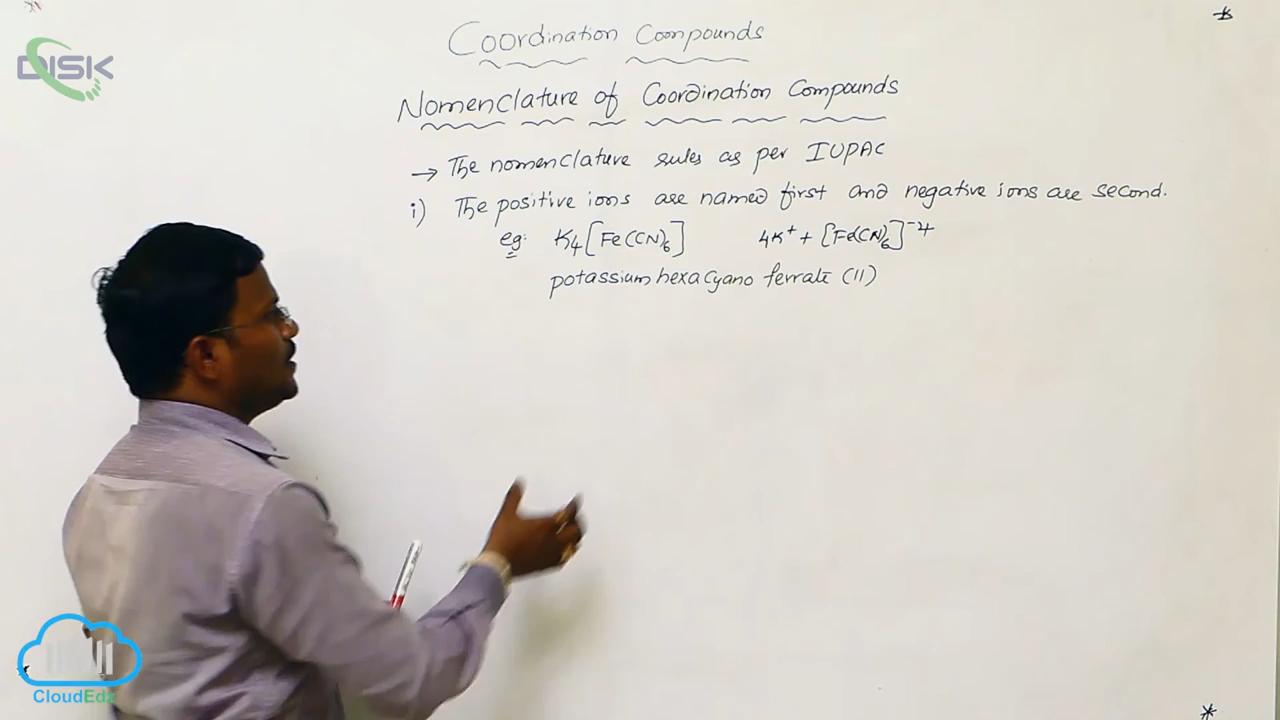 DISK
Coordination Compounds
Nomenclature of Coordination Compounds
→ The nomenclature rules as per IUPAC
i) The positive ions are named first and negative ions are second.
eg: K₄[Fe(CN)₆] 4K⁺ + [Fe(CN)₆]⁻⁴
potassium hexacyano ferrate (II)
CloudEdz